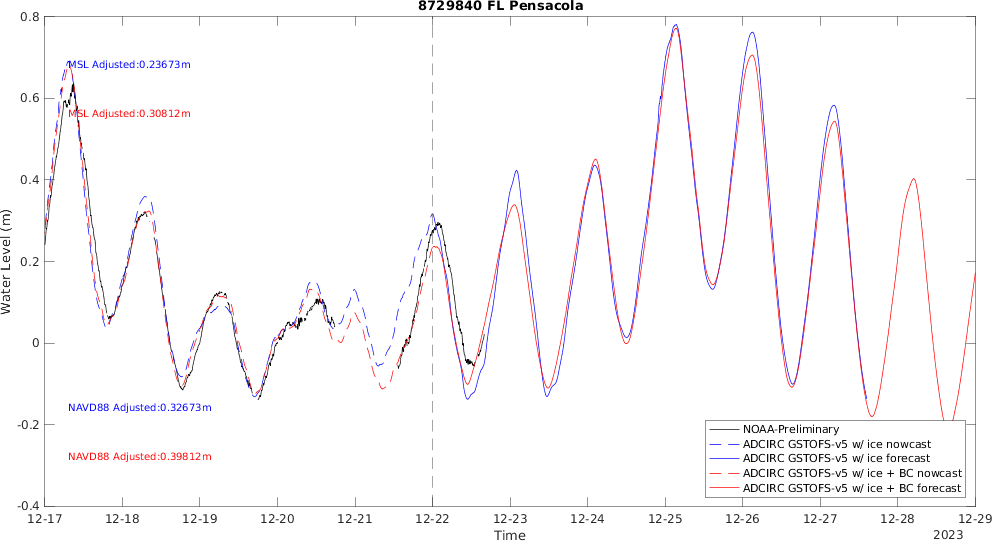 8729840 FL Pensacola
0.8
0.6
0.4
0.2
0
-0.2
-0.4
Water Level (m)
MSL Adjusted:0.23673m
MSL Adjusted:0.30812m
NAVD88 Adjusted:0.32673m
NAVD88 Adjusted:0.39812m
NOAA-Preliminary
ADCIRC GSTOFS-v5 w/ ice nowcast
ADCIRC GSTOFS-v5 w/ ice forecast
ADCIRC GSTOFS-v5 w/ ice + BC nowcast
ADCIRC GSTOFS-v5 w/ ice + BC forecast
12-17 12-18 12-19 12-20 12-21 12-22 12-23 12-24 12-25 12-26 12-27 12-28 12-29
Time
2023